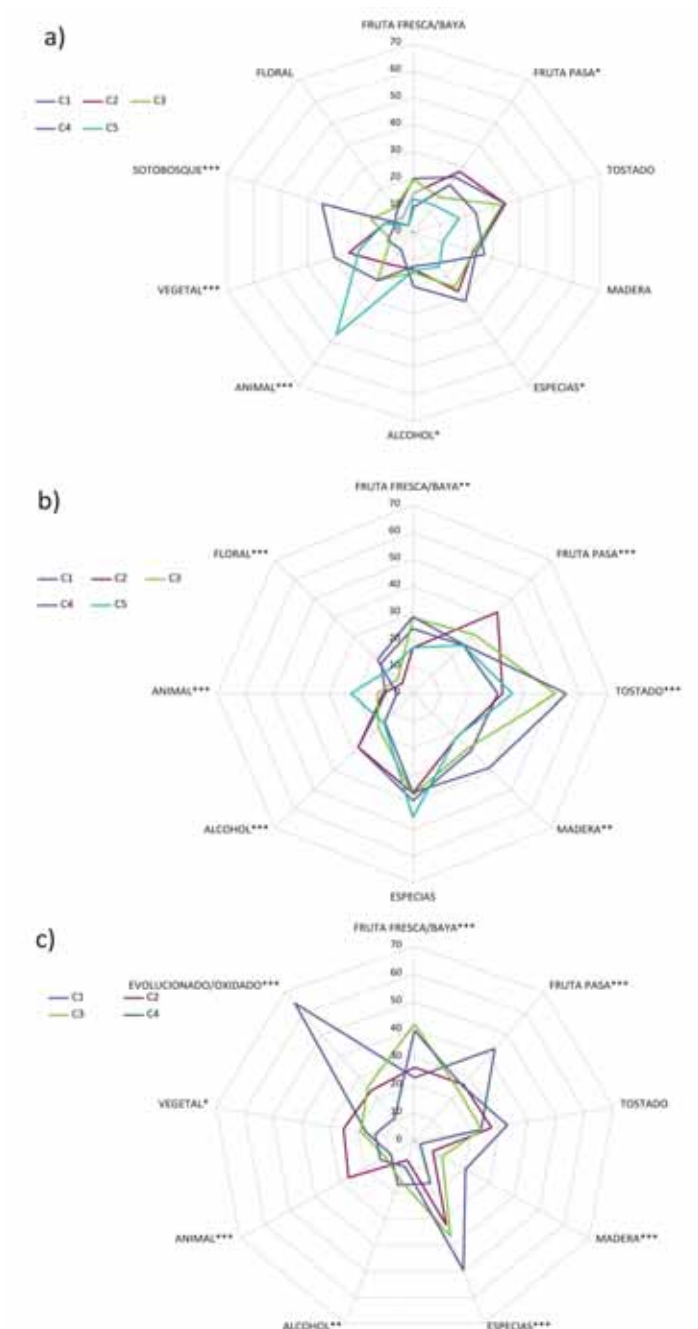 a)
FRUTA FRESCA/BAYA
70
FLORAL
60
FRUTA PASA*
C1 C2 C3
50
C4 C5
40
30
SOTOBOSQUE***
20
TOSTADO
10
0
VEGETAL***
MADERA
ANIMAL***
ESPECIAS*
ALCOHOL*
b)
FRUTA FRESCA/BAYA**
70
60
FLORAL***
FRUTA PASA***
50
C1 C2 C3
40
C4 C5
30
20
10
ANIMAL***
0
TOSTADO***
ALCOHOL***
MADERA**
ESPECIAS
c)
FRUTA FRESCA/BAYA***
70
EVOLUCIONADO/OXIDADO***
60
FRUTA PASA***
C1 C2
50
C3 C4
40
30
VEGETAL*
20
TOSTADO
10
0
ANIMAL***
MADERA***
ALCOHOL**
ESPECIAS***